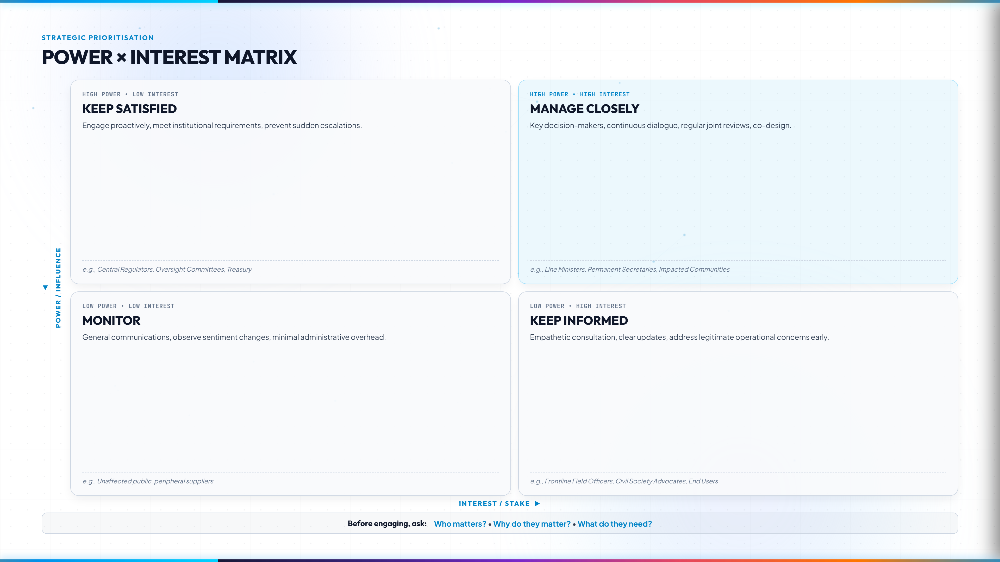 STRATEGIC PRIORITISATION
POWER × INTEREST MATRIX
HIGH POWER • LOW INTEREST
KEEP SATISFIED
Engage proactively, meet institutional requirements, prevent sudden escalations.
e.g., Central Regulators, Oversight Committees, Treasury
HIGH POWER • HIGH INTEREST
MANAGE CLOSELY
Key decision-makers, continuous dialogue, regular joint reviews, co-design.
e.g., Line Ministers, Permanent Secretaries, Impacted Communities
▼ POWER / INFLUENCE
LOW POWER • LOW INTEREST
MONITOR
General communications, observe sentiment changes, minimal administrative overhead.
e.g., Unaffected public, peripheral suppliers
LOW POWER • HIGH INTEREST
KEEP INFORMED
Empathetic consultation, clear updates, address legitimate operational concerns early.
e.g., Frontline Field Officers, Civil Society Advocates, End Users
INTEREST / STAKE ▶
Before engaging, ask: Who matters? • Why do they matter? • What do they need?